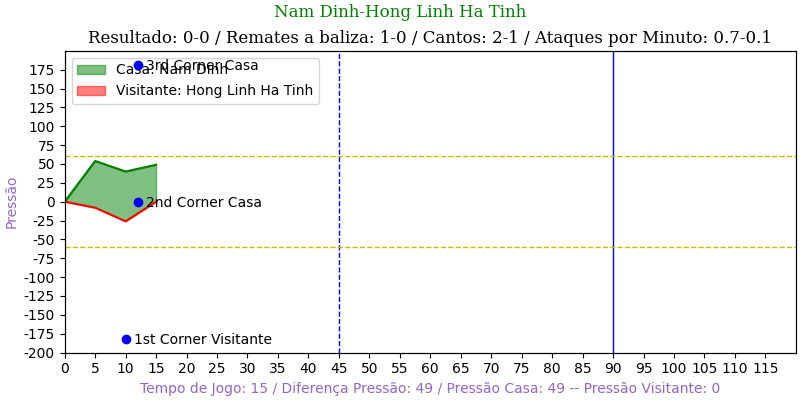 Nam Dinh-Hong Linh Ha Tinh
Resultado: 0-0 / Remates a baliza: 1-0 / Cantos: 2-1 / Ataques por Minuto: 0.7-0.1
Casa: Nam Dinh
3rd Corner Casa
Visitante: Hong Linh Ha Tinh
2nd Corner Casa
1st Corner Visitante
Pressão
175
150
125
100
75
50
25
0
-25
-50
-75
-100
-125
-150
-175
-200
0 5 10 15 20 25 30 35 40 45 50 55 60 65 70 75 80 85 90 95 100 105 110 115
Tempo de Jogo: 15 / Diferença Pressão: 49 / Pressão Casa: 49 -- Pressão Visitante: 0